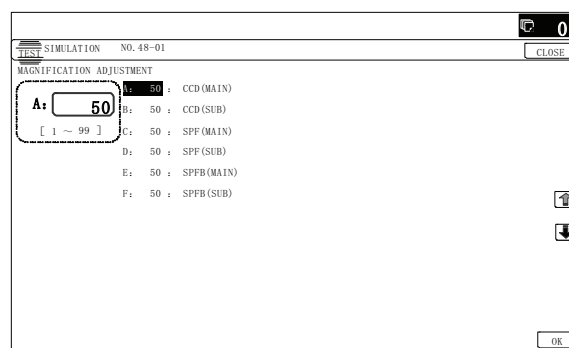 0
TEST SIMULATION NO.48-01
CLOSE
MAGNIFICATION ADJUSTMENT
A: 50
[ 1 ~ 99 ]
A: 50 : CCD(MAIN)
B: 50 : CCD(SUB)
C: 50 : SPF(MAIN)
D: 50 : SPF(SUB)
E: 50 : SPFB(MAIN)
F: 50 : SPFB(SUB)
OK